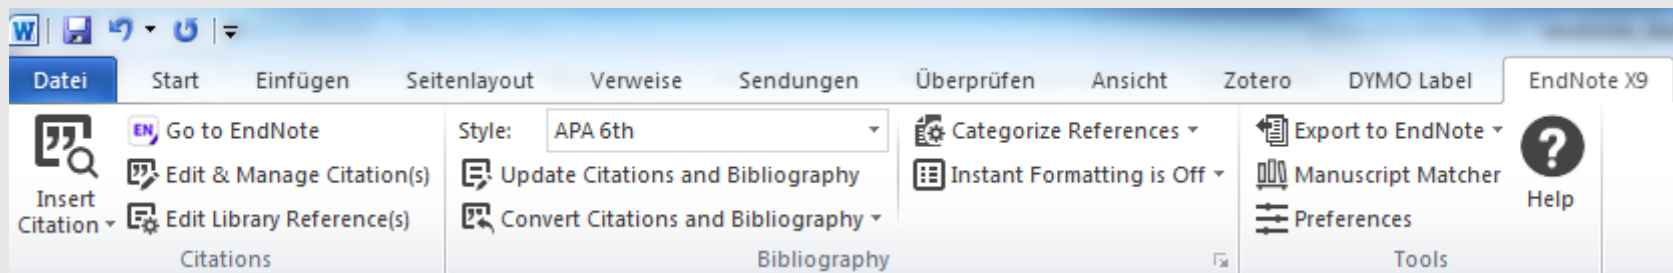 W
Datei Start Einfügen Seitenlayout Verweise Sendungen Überprüfen Ansicht Zotero DYMO Label EndNote X9
Insert
Citation
EN Go to EndNote
Edit & Manage Citation(s)
Edit Library Reference(s)
Citations
Style: APA 6th
Update Citations and Bibliography
Convert Citations and Bibliography
Categorize References
Instant Formatting is Off
Bibliography
Export to EndNote
Manuscript Matcher
Preferences
Tools
?
Help